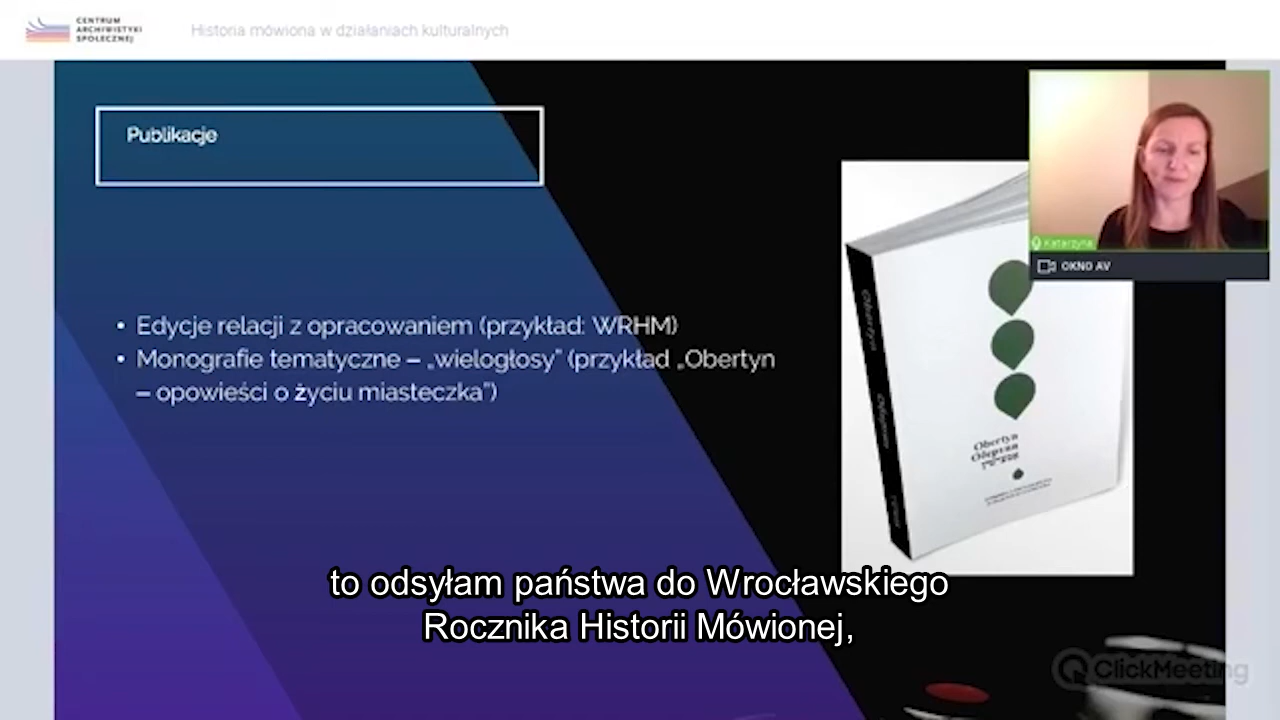 CENTRUM
ARCHIWISTYKI
SPOŁECZNEJ
Historia mówiona w działaniach kulturalnych
Publikacje
Katarzyna
OKNO AV
• Edycje relacji z opracowaniem (przykład: WRHM)
• Monografie tematyczne – „wielogłosy” (przykład „Obertyn
– opowieści o życiu miasteczka”)
Obertyn
to odsyłam państwa do Wrocławskiego
Rocznika Historii Mówionej,
ClickMeeting